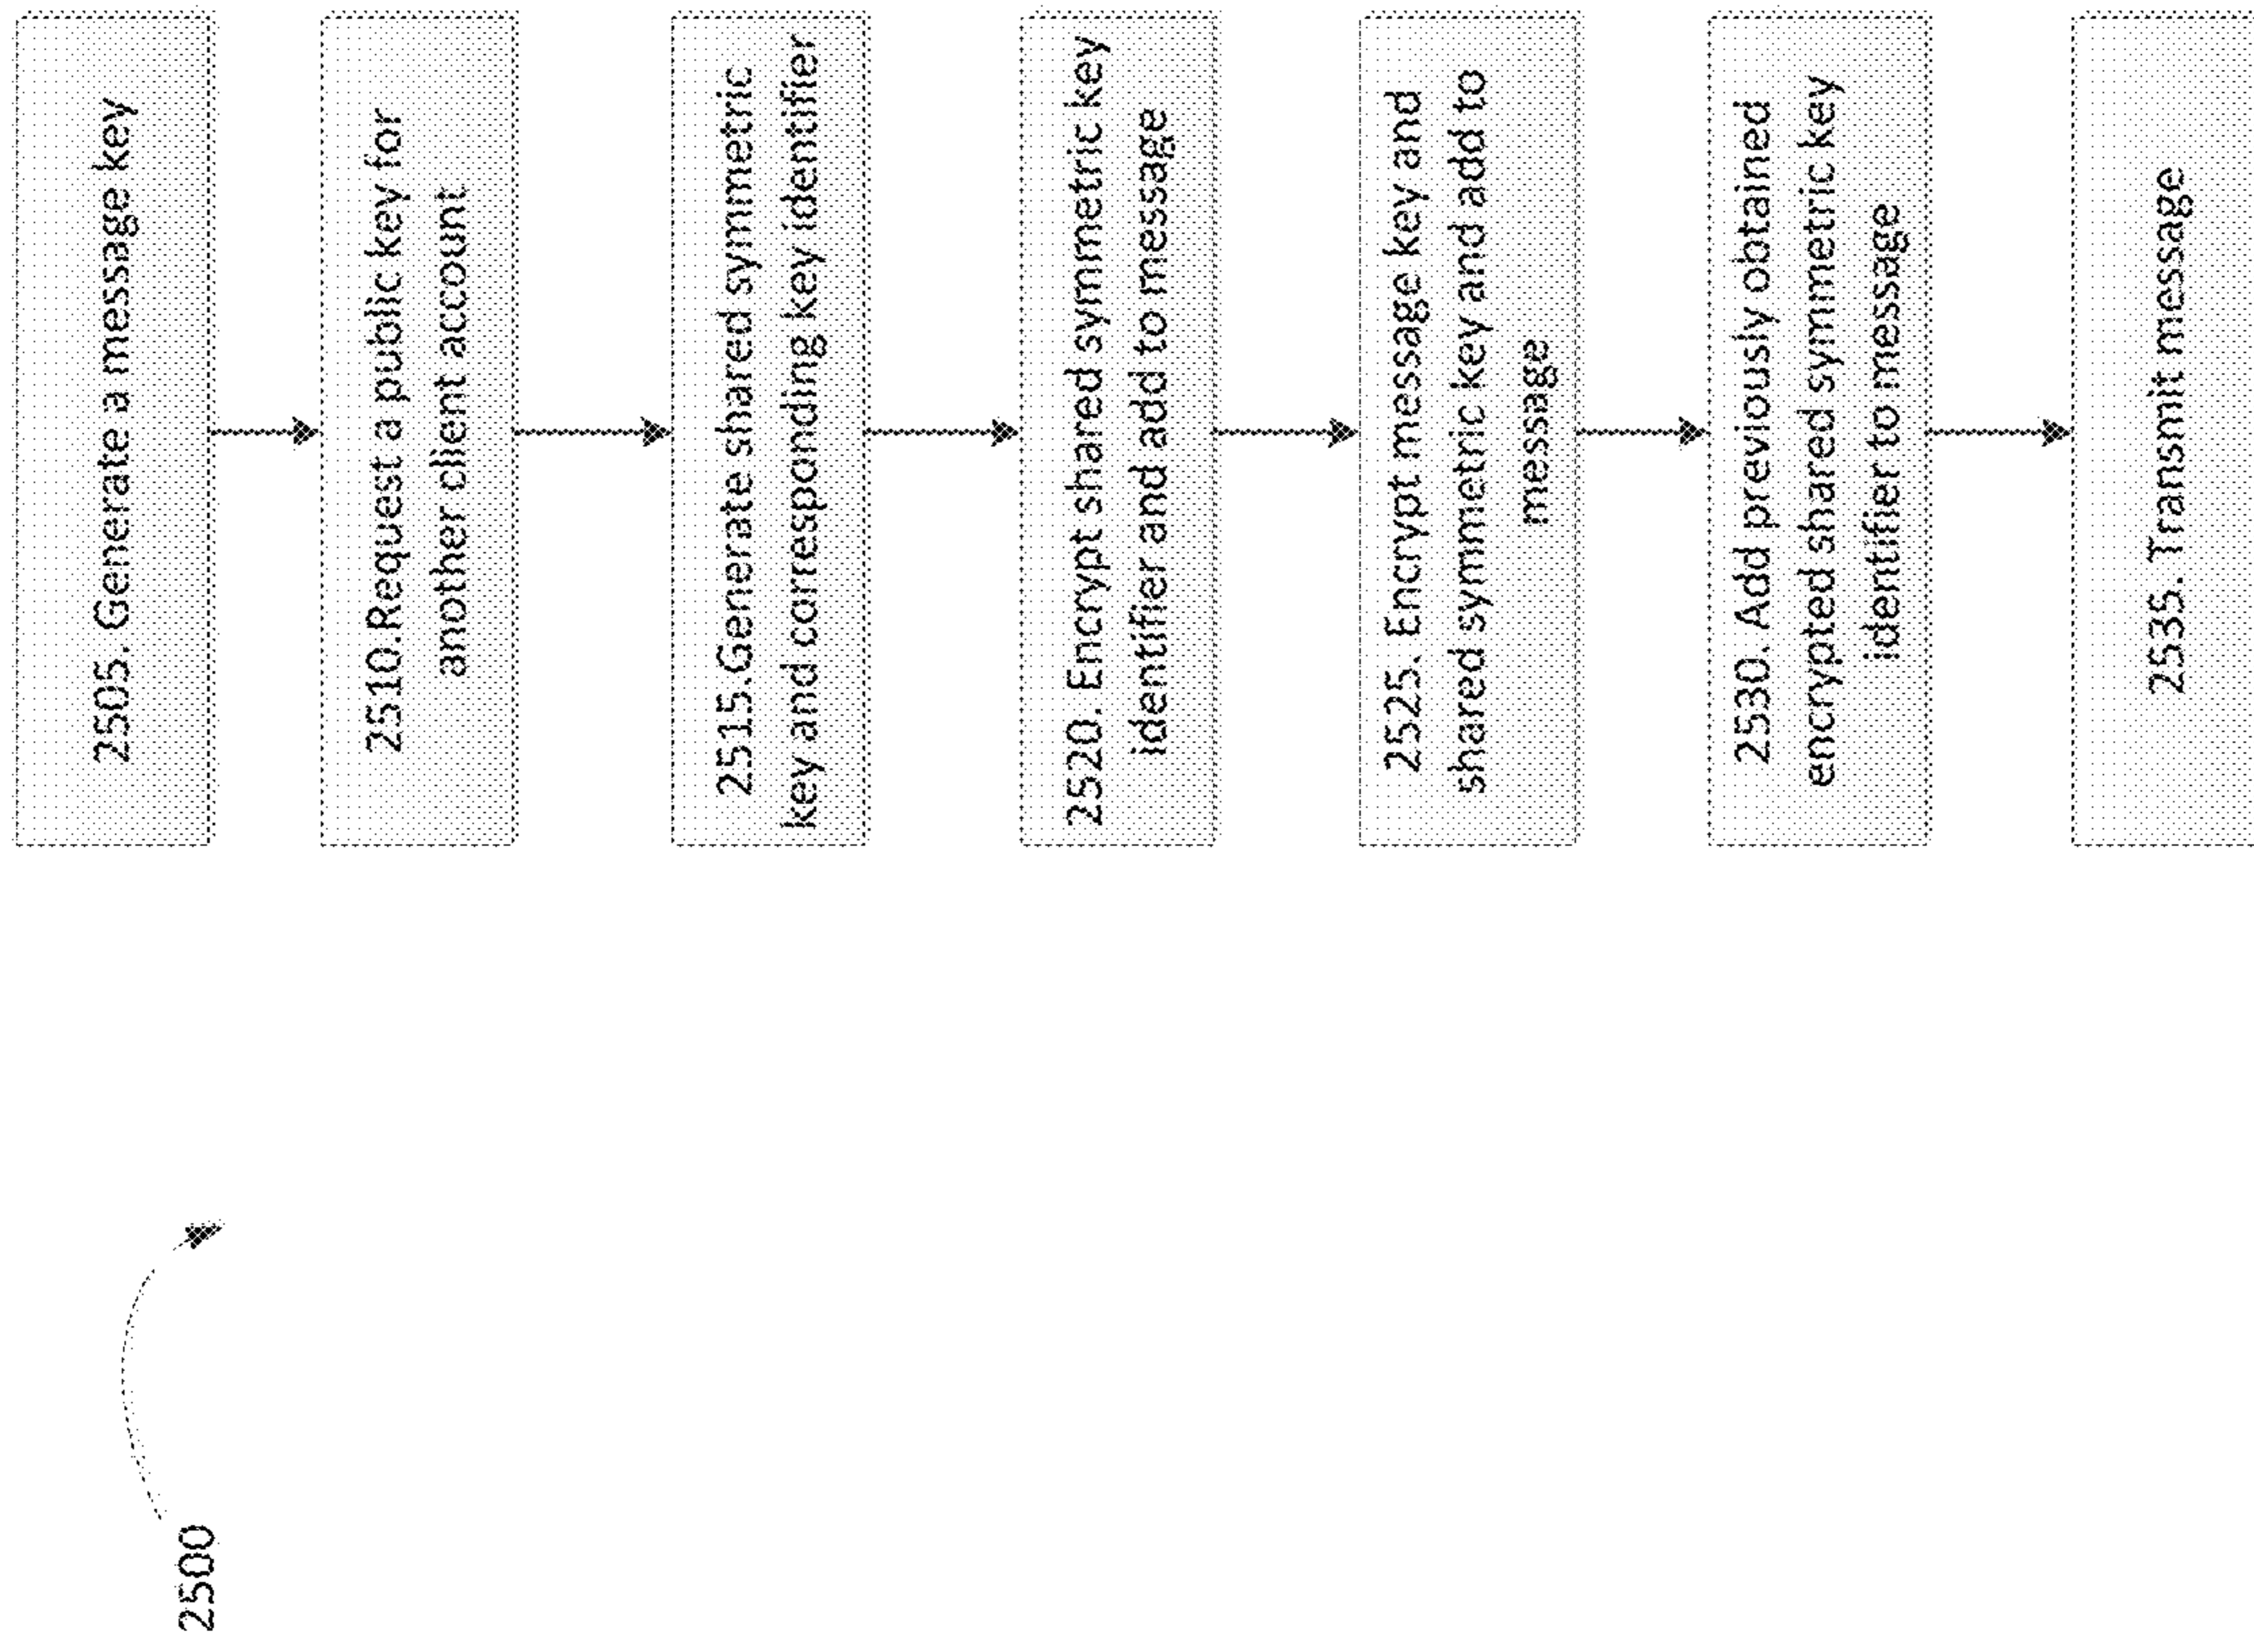 2500
2505. Generate a message key
2510.Request a public key for
another client account
2515.Generate shared symmetric
key and corresponding key identifier
2520. Encrypt shared symmetric key
identifier and add to message
2525. Encrypt message key and
shared symmetric key and add to
message
2530. Add previously obtained
encrypted shared symmetric key
identifier to message
2535. Transmit message